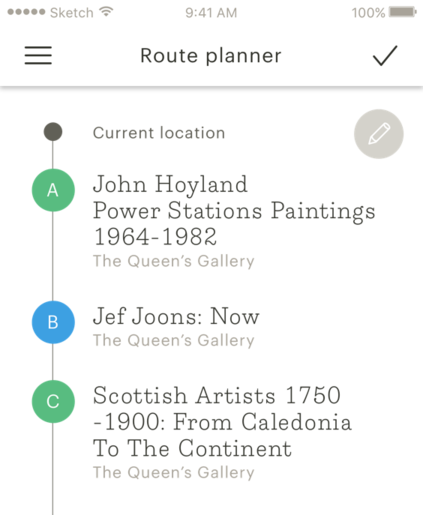 Sketch 9:41 AM 100%
Route planner
Current location
A
John Hoyland
Power Stations Paintings
1964-1982
The Queen's Gallery
B
Jef Joons: Now
The Queen's Gallery
C
Scottish Artists 1750
-1900: From Caledonia
To The Continent
The Queen's Gallery